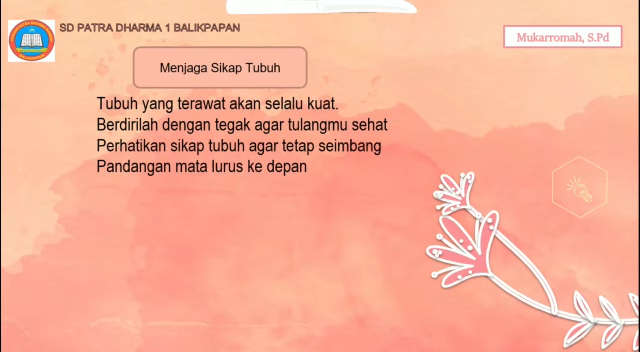 SD PATRA DHARMA 1 BALIKPAPAN
Mukarromah, S.Pd
Menjaga Sikap Tubuh
Tubuh yang terawat akan selalu kuat.
Berdirilah dengan tegak agar tulangmu sehat
Perhatikan sikap tubuh agar tetap seimbang
Pandangan mata lurus ke depan